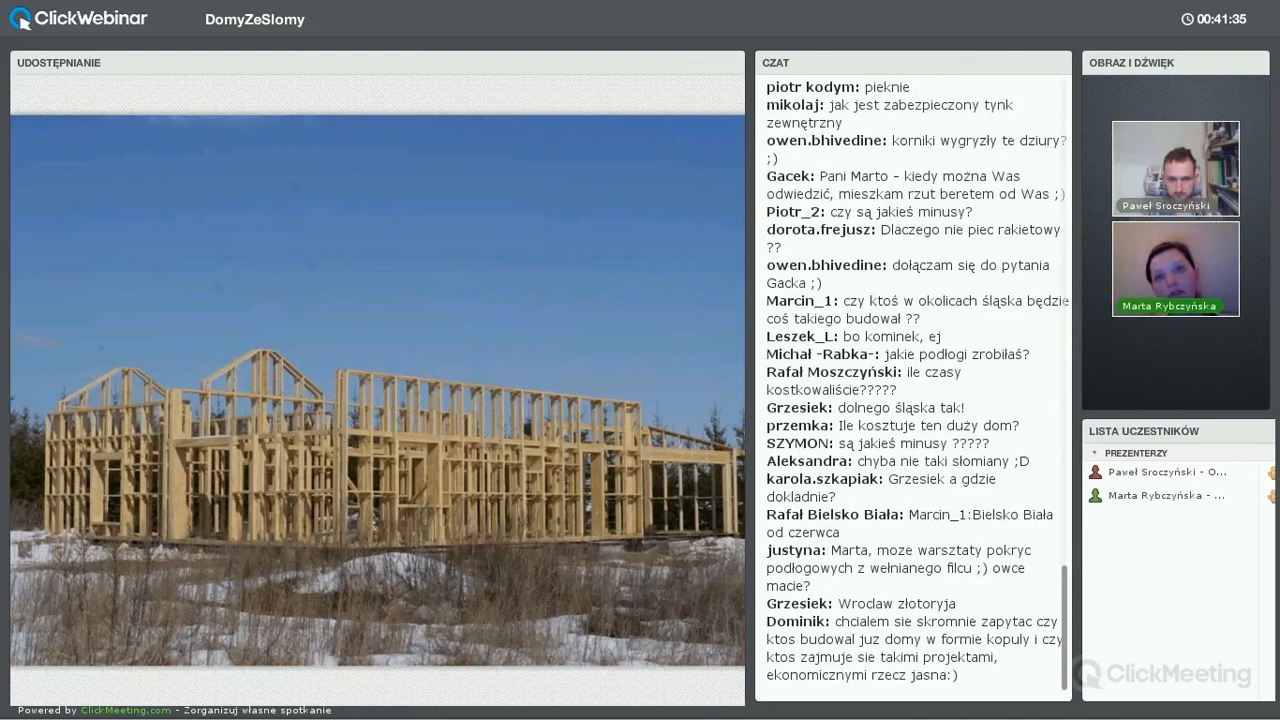 ClickWebinar
DomyZeSlomy
00:41:35
UDOSTĘPNIANIE
CZAT
piotr kodym: pieknie
mikolaj: jak jest zabezpieczony tynk
zewnętrzny
owen.bhivedine: korniki wygryzły te dziury?
;)
Gacek: Pani Marto - kiedy można Was
odwiedzić, mieszkam rzut beretem od Was ;)
Piotr_2: czy są jakieś minusy?
dorota.frejusz: Dlaczego nie piec rakietowy
??
owen.bhivedine: dołączam się do pytania
Gacka ;)
Marcin_1: czy ktoś w okolicach śląska będzie
coś takiego budował ??
Leszek_L: bo kominek, ej
Michał -Rabka-: jakie podłogi zrobiłaś?
Rafał Moszczyński: ile czasy
kostkowaliście?????
Grzesiek: dolnego śląska tak!
przemka: Ile kosztuje ten duży dom?
SZYMON: są jakieś minusy ?????
Aleksandra: chyba nie taki słomiany ;D
karola.szkapiak: Grzesiek a gdzie
dokladnie?
Rafał Bielsko Biała: Marcin_1:Bielsko Biała
od czerwca
justyna: Marta, moze warsztaty pokryc
podłogowych z wełnianego filcu ;) owce
macie?
Grzesiek: Wroclaw złotoryja
Dominik: chcialem sie skromnie zapytac czy
ktos budowal juz domy w formie kopuly i czy
ktos zajmuje sie takimi projektami,
ekonomicznymi rzecz jasna:)
OBRAZ I DŹWIĘK
Paweł Sroczyński
Marta Rybczyńska
LISTA UCZESTNIKÓW
PREZENTERZY
Paweł Sroczyński - O...
Marta Rybczyńska - ...
ClickMeeting
Powered by ClickMeeting.com - Zorganizuj własne spotkanie